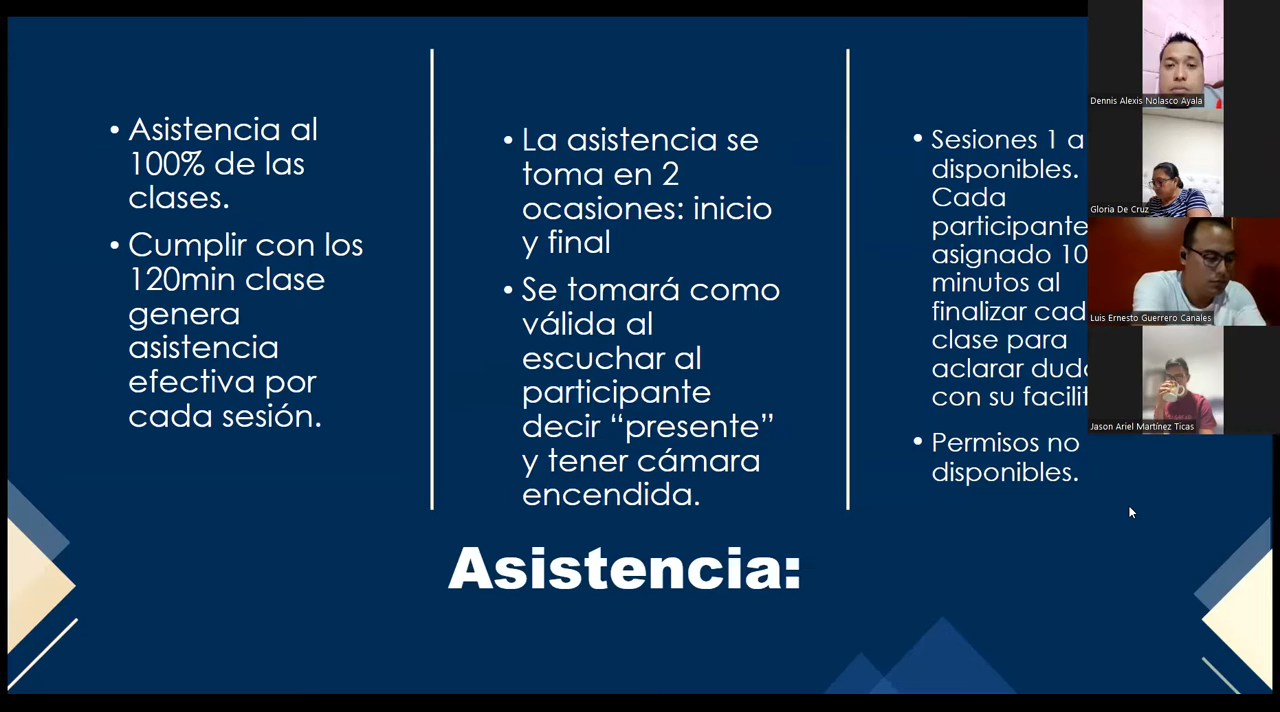 • Asistencia al
100% de las
clases.
• Cumplir con los
120min clase
genera
asistencia
efectiva por
cada sesión.
• La asistencia se
toma en 2
ocasiones: inicio
y final
• Se tomará como
válida al
escuchar al
participante
decir “presente”
y tener cámara
encendida.
• Sesiones 1 a
disponibles.
Cada
participante
asignado 10
minutos al
finalizar
clase para
aclarar
con su
• Permisos no
disponibles.
Asistencia:
Dennis Alexis Nolasco Ayala
Gloria De Cruz
Luis Ernesto Guerrero Canales
Jason Ariel Martínez Ticas